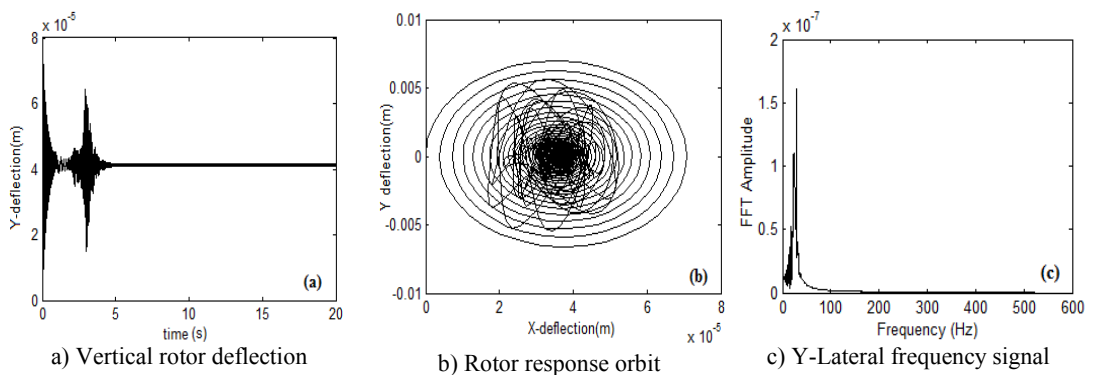 x 10^-5
8
6
4
2
0
0 5 10 15 20
Y-deflection(m)
time (s)
(a)
a) Vertical rotor deflection
0.01
0.005
0
-0.005
-0.01
0 2 4 6 8
x 10^-5
Y deflection(m)
X-deflection(m)
(b)
b) Rotor response orbit
x 10^-7
2
1.5
1
0.5
0
0 100 200 300 400 500 600
FFT Amplitude
Frequency (Hz)
(c)
c) Y-Lateral frequency signal